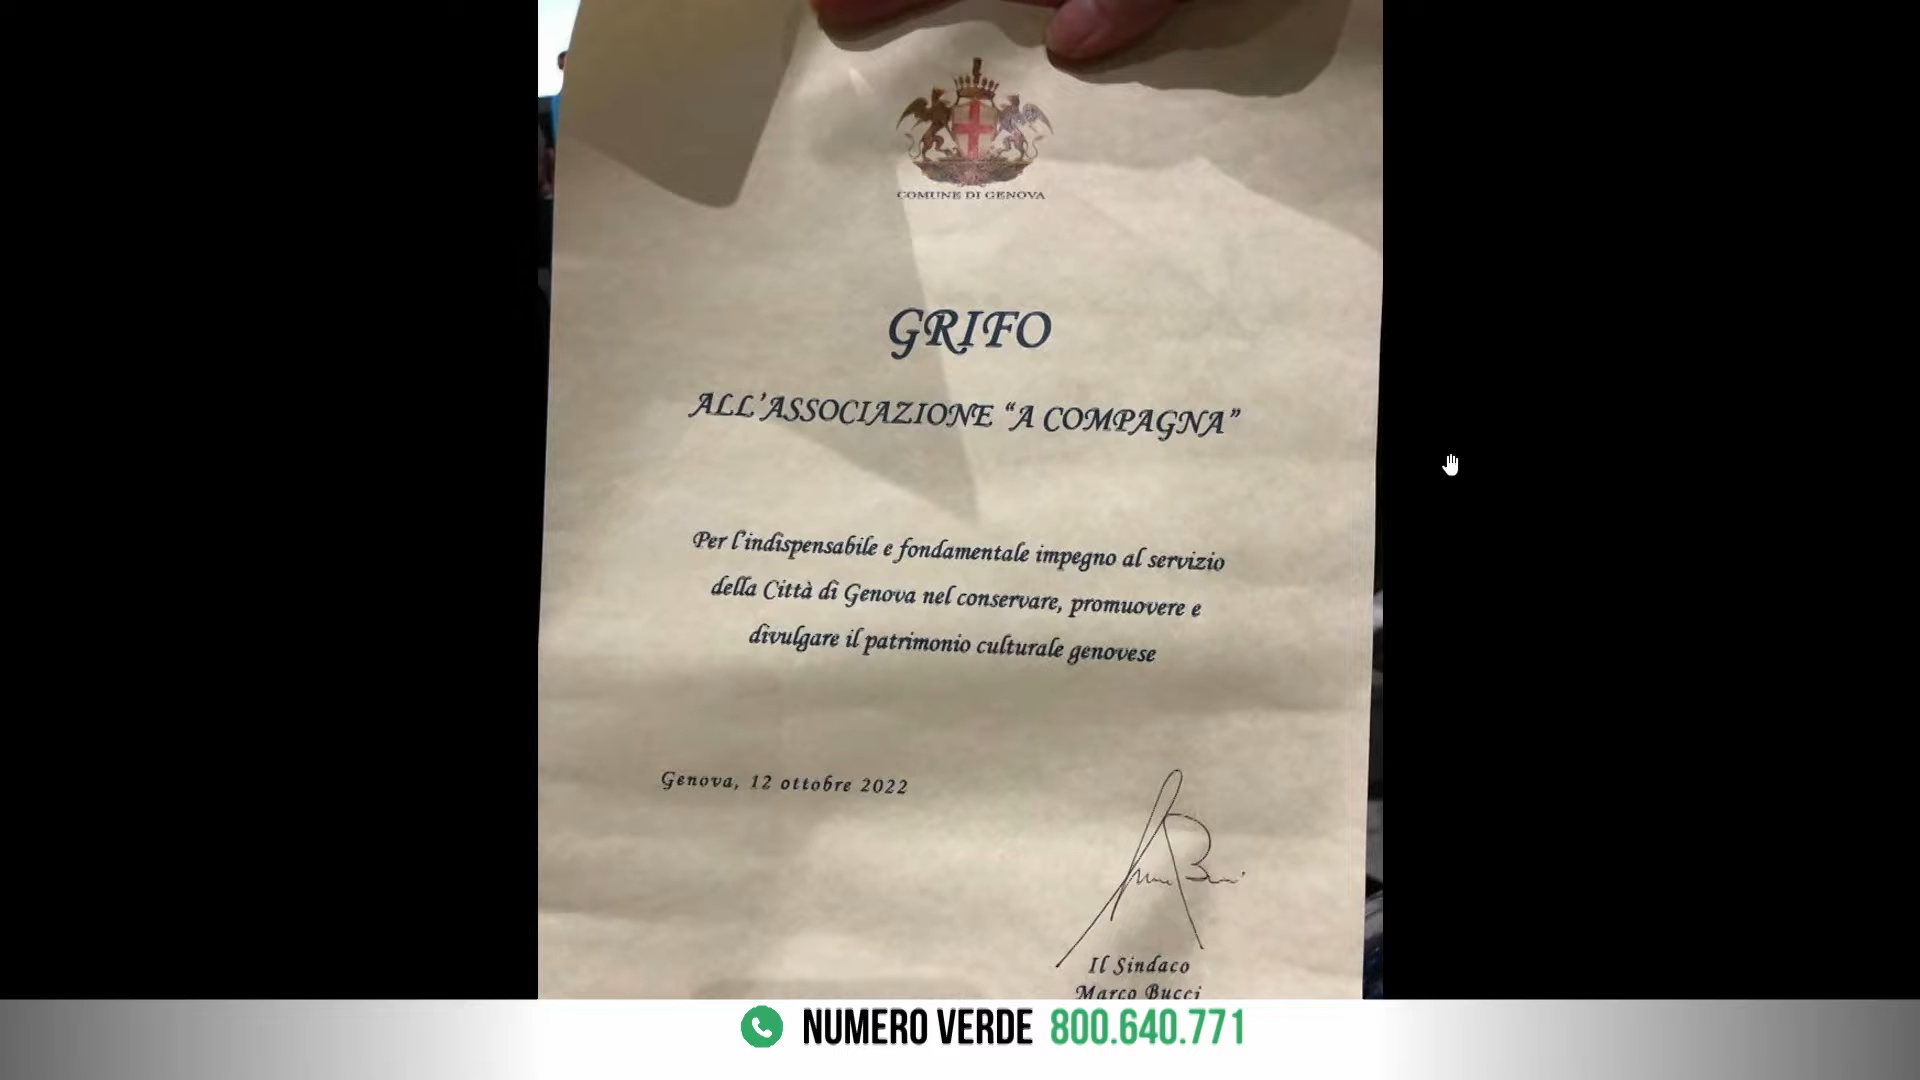 COMUNE DI GENOVA
GRIFO
ALL'ASSOCIAZIONE “A COMPAGNA”
Per l'indispensabile e fondamentale impegno al servizio
della Città di Genova nel conservare, promuovere e
divulgare il patrimonio culturale genovese
Genova, 12 ottobre 2022
Il Sindaco
Marco Bucci
NUMERO VERDE 800.640.771